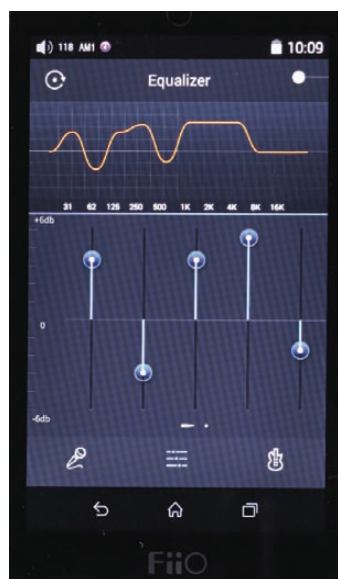 118 AM1 10:09
Equalizer
31 62 125 250 500 1K 2K 4K 8K 16K
+6db
0
-6db
FiiO